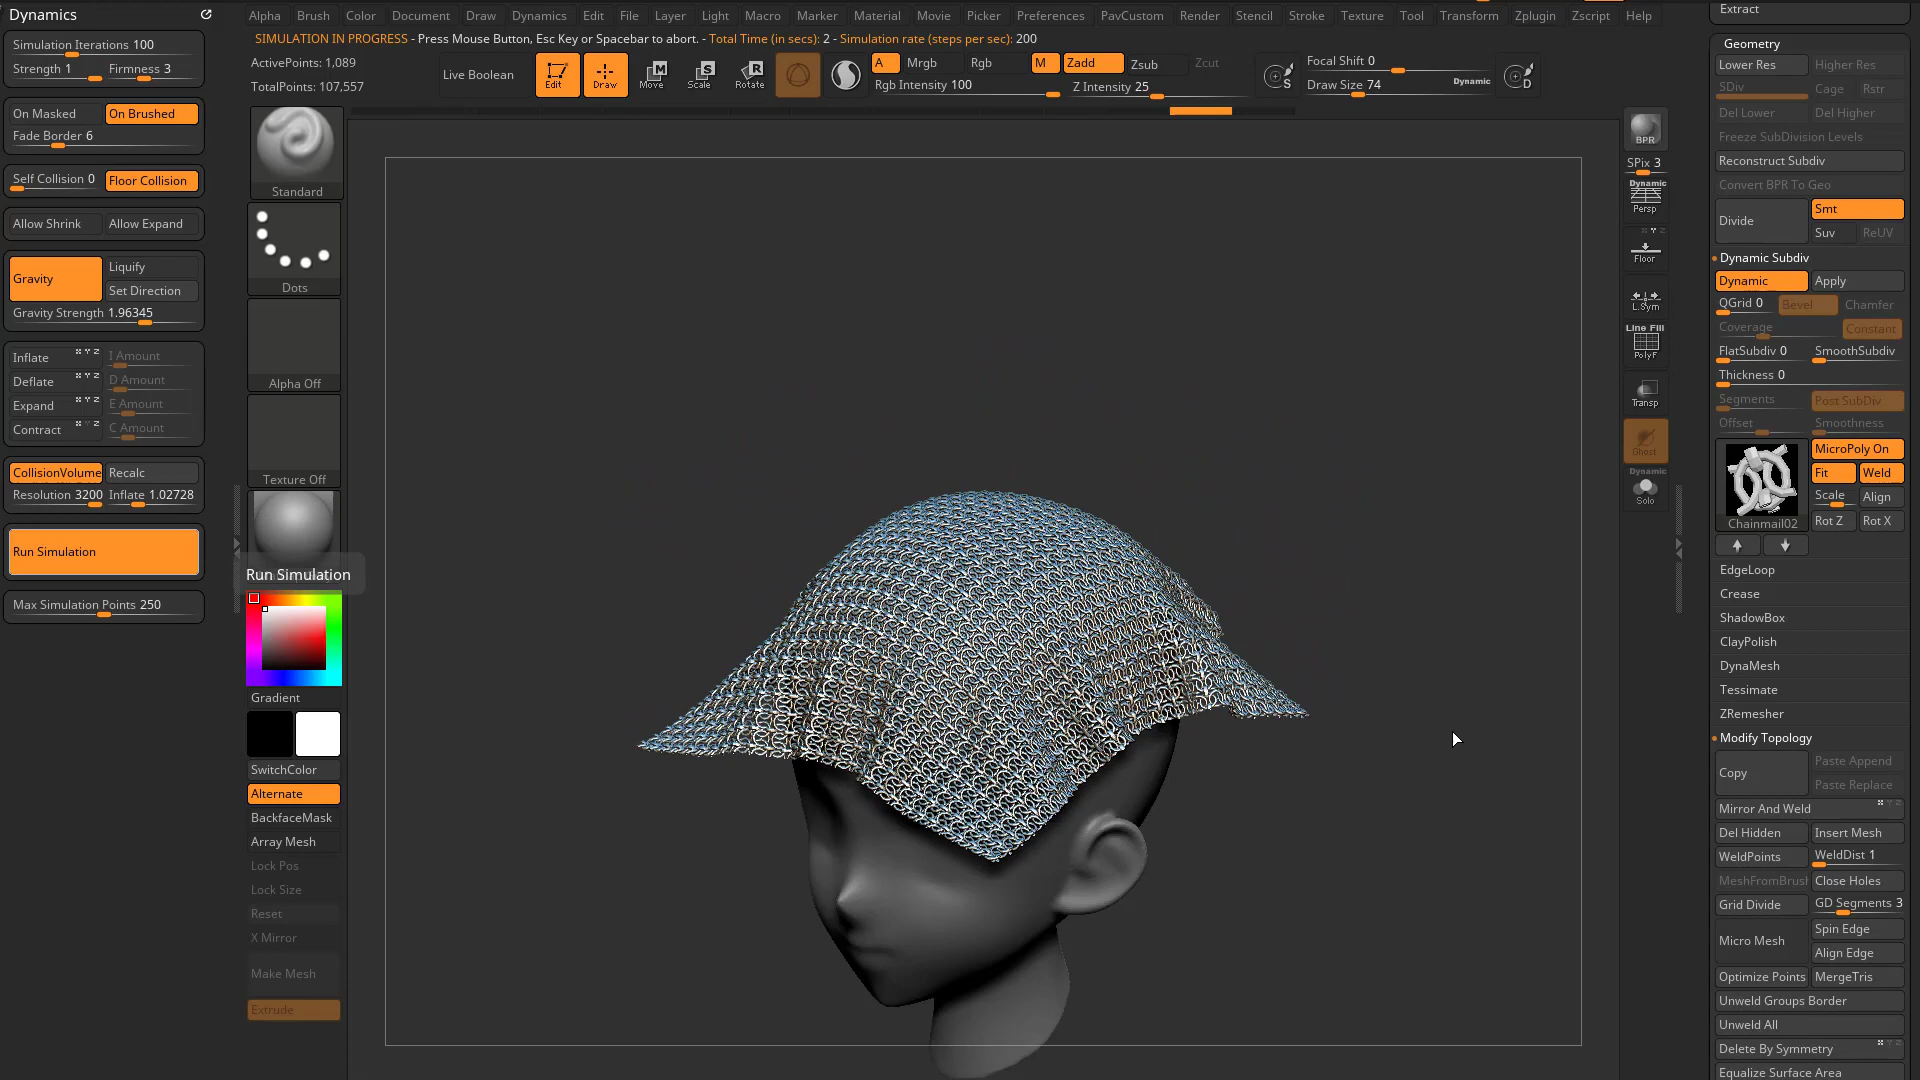 Dynamics
Simulation Iterations 100
Strength 1 Firmness 3
On Masked On Brushed
Fade Border 6
Self Collision 0 Floor Collision
Allow Shrink Allow Expand
Gravity
Liquify
Set Direction
Gravity Strength 1.96345
Inflate x Y Z I Amount
Deflate x Y Z D Amount
Expand x Y Z E Amount
Contract x Y Z C Amount
CollisionVolume Recalc
Resolution 3200 Inflate 1.02728
Run Simulation
Max Simulation Points 250
Alpha Brush Color Document Draw Dynamics Edit File Layer Light Macro Marker Material Movie Picker Preferences PavCustom Render Stencil Stroke Texture Tool Transform Zplugin Zscript Help
SIMULATION IN PROGRESS - Press Mouse Button, Esc Key or Spacebar to abort. - Total Time (in secs): 2 - Simulation rate (steps per sec): 200
ActivePoints: 1,089
TotalPoints: 107,557
Live Boolean
Edit
Draw
M
Move
S
Scale
R
Rotate
A Mrgb Rgb M Zadd Zsub Zcut
Rgb Intensity 100 Z Intensity 25
S
Focal Shift 0
Draw Size 74 Dynamic
D
Standard
Dots
Alpha Off
Texture Off
Run Simulation
Gradient
SwitchColor
Alternate
BackfaceMask
Array Mesh
Lock Pos
Lock Size
Reset
X Mirror
Make Mesh
Extrude
BPR
SPix 3
Dynamic
Persp
Floor
L.Sym
Line Fill
PolyF
Transp
Ghost
Dynamic
Solo
Extract
Geometry
Lower Res Higher Res
SDiv Cage Rstr
Del Lower Del Higher
Freeze SubDivision Levels
Reconstruct Subdiv
Convert BPR To Geo
Divide
Smt
Suv ReUV
Dynamic Subdiv
Dynamic Apply
QGrid 0 Bevel Chamfer
Coverage Constant
FlatSubdiv 0 SmoothSubdiv
Thickness 0
Segments Post SubDiv
Offset Smoothness
Chainmail02
MicroPoly On
Fit Weld
Scale Align
Rot Z Rot X
EdgeLoop
Crease
ShadowBox
ClayPolish
DynaMesh
Tessimate
ZRemesher
Modify Topology
Copy
Paste Append
Paste Replace
Mirror And Weld
Del Hidden Insert Mesh
WeldPoints WeldDist 1
MeshFromBrush Close Holes
Grid Divide GD Segments 3
Micro Mesh
Spin Edge
Align Edge
Optimize Points MergeTris
Unweld Groups Border
Unweld All
Delete By Symmetry
Equalize Surface Area